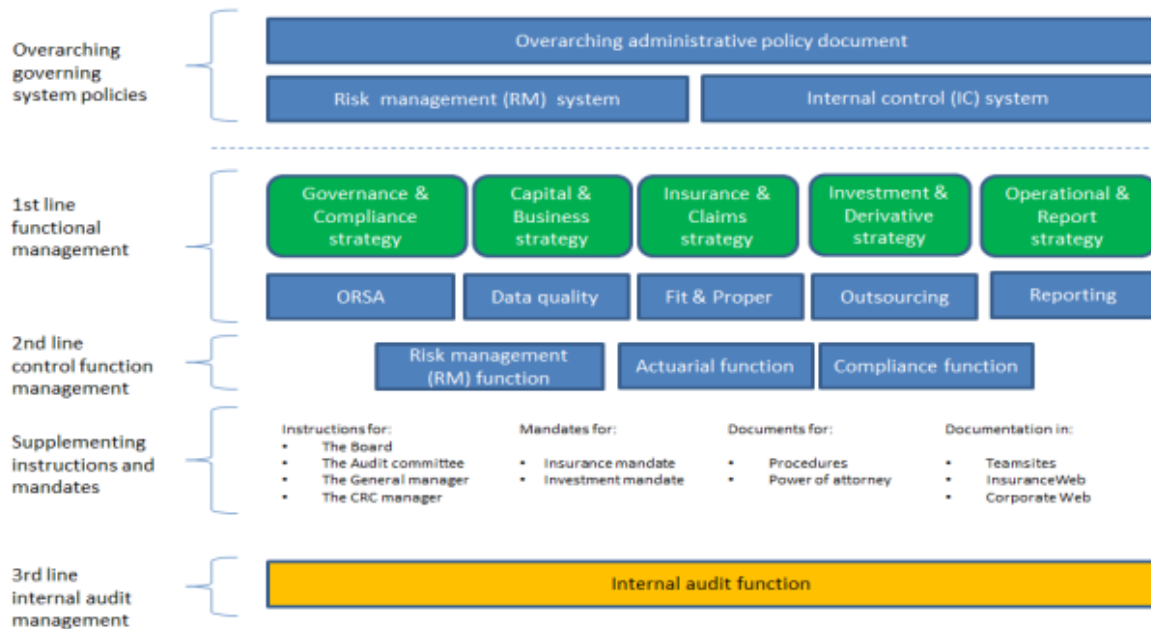 Overarching
governing
system policies
Overarching administrative policy document
Risk management (RM) system
Internal control (IC) system
1st line
functional
management
Governance &
Compliance
strategy
Capital &
Business
strategy
Insurance &
Claims
strategy
Investment &
Derivative
strategy
Operational &
Report
strategy
ORSA
Data quality
Fit & Proper
Outsourcing
Reporting
2nd line
control function
management
Risk management
(RM) function
Actuarial function
Compliance function
Supplementing
instructions and
mandates
Instructions for:
• The Board
• The Audit committee
• The General manager
• The CRC manager
Mandates for:
• Insurance mandate
• Investment mandate
Documents for:
• Procedures
• Power of attorney
Documentation in:
• Teamsites
• InsuranceWeb
• Corporate Web
3rd line
internal audit
management
Internal audit function